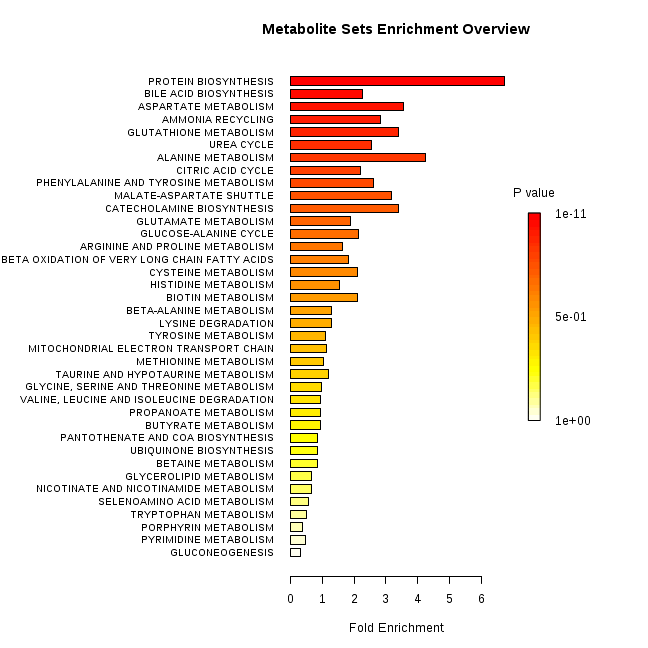 Metabolite Sets Enrichment Overview
PROTEIN BIOSYNTHESIS
BILE ACID BIOSYNTHESIS
ASPARTATE METABOLISM
AMMONIA RECYCLING
GLUTATHIONE METABOLISM
UREA CYCLE
ALANINE METABOLISM
CITRIC ACID CYCLE
PHENYLALANINE AND TYROSINE METABOLISM
MALATE-ASPARTATE SHUTTLE
CATECHOLAMINE BIOSYNTHESIS
GLUTAMATE METABOLISM
GLUCOSE-ALANINE CYCLE
ARGININE AND PROLINE METABOLISM
BETA OXIDATION OF VERY LONG CHAIN FATTY ACIDS
CYSTEINE METABOLISM
HISTIDINE METABOLISM
BIOTIN METABOLISM
BETA-ALANINE METABOLISM
LYSINE DEGRADATION
TYROSINE METABOLISM
MITOCHONDRIAL ELECTRON TRANSPORT CHAIN
METHIONINE METABOLISM
TAURINE AND HYPOTAURINE METABOLISM
GLYCINE, SERINE AND THREONINE METABOLISM
VALINE, LEUCINE AND ISOLEUCINE DEGRADATION
PROPANOATE METABOLISM
BUTYRATE METABOLISM
PANTOTHENATE AND COA BIOSYNTHESIS
UBIQUINONE BIOSYNTHESIS
BETAINE METABOLISM
GLYCEROLIPID METABOLISM
NICOTINATE AND NICOTINAMIDE METABOLISM
SELENOAMINO ACID METABOLISM
TRYPTOPHAN METABOLISM
PORPHYRIN METABOLISM
PYRIMIDINE METABOLISM
GLUCONEOGENESIS
0 1 2 3 4 5 6
Fold Enrichment
P value
1e-11
5e-01
1e+00